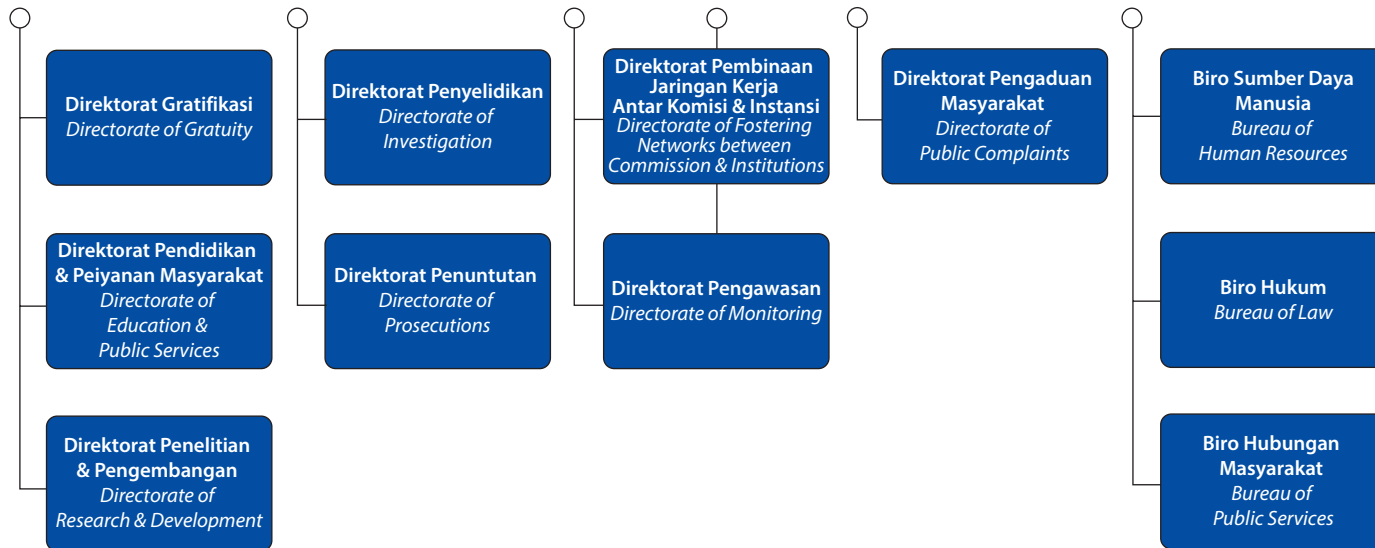 Direktorat Gratifikasi
Directorate of Gratuity
Direktorat Pendidikan
& Peiyanan Masyarakat
Directorate of
Education &
Public Services
Direktorat Penelitian
& Pengembangan
Directorate of
Research & Development
Direktorat Penyelidikan
Directorate of
Investigation
Direktorat Penuntutan
Directorate of
Prosecutions
Direktorat Pembinaan
Jaringan Kerja
Antar Komisi & Instansi
Directorate of Fostering
Networks between
Commission & Institutions
Direktorat Pengawasan
Directorate of Monitoring
Direktorat Pengaduan
Masyarakat
Directorate of
Public Complaints
Biro Sumber Daya
Manusia
Bureau of
Human Resources
Biro Hukum
Bureau of Law
Biro Hubungan
Masyarakat
Bureau of
Public Services